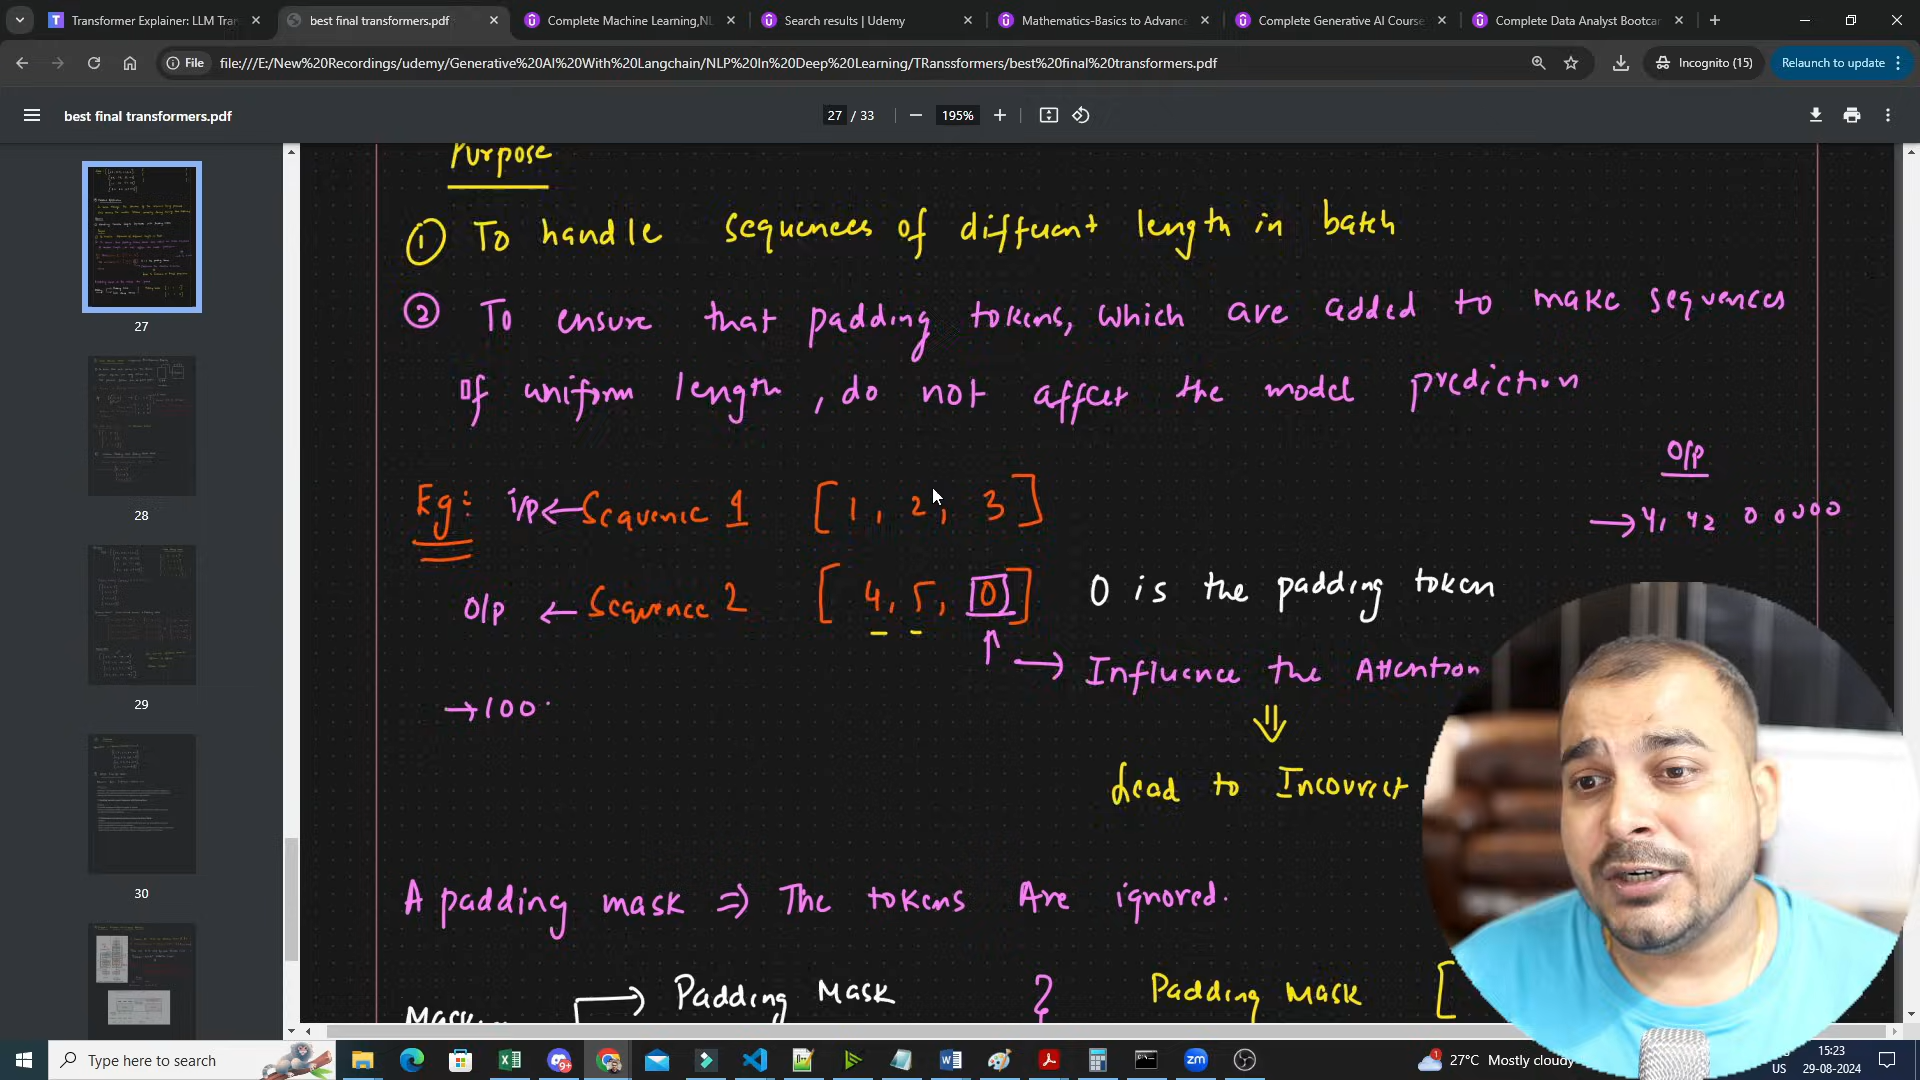 Transformer Explainer: LLM Tran
best final transformers.pdf
Complete Machine Learning,NL
Search results | Udemy
Mathematics-Basics to Advance
Complete Generative AI Course
Complete Data Analyst Bootcam
File
file:///E:/New%20Recordings/udemy/Generative%20AI%20With%20Langchain/NLP%20In%20Deep%20Learning/TRanssformers/best%20final%20transformers.pdf
Incognito (15)
Relaunch to update
best final transformers.pdf
27 / 33
195%
27
28
29
30
Purpose
① To handle sequences of different length in batch
② To ensure that padding tokens, which are added to make sequences
of uniform length, do not affect the model prediction
O/p
Eg: i/p ← Sequence 1 [1, 2, 3]
→ 4, 42 0 0000
O/p ← Sequence 2 [4, 5, 0] 0 is the padding token
↑ → Influence the Attention
→ 100
⇓
Lead to Incorrect
A padding mask ⇒ The tokens Are ignored.
→ Padding Mask ? Padding mask [
Type here to search
27°C Mostly cloudy
15:23
US 29-08-2024